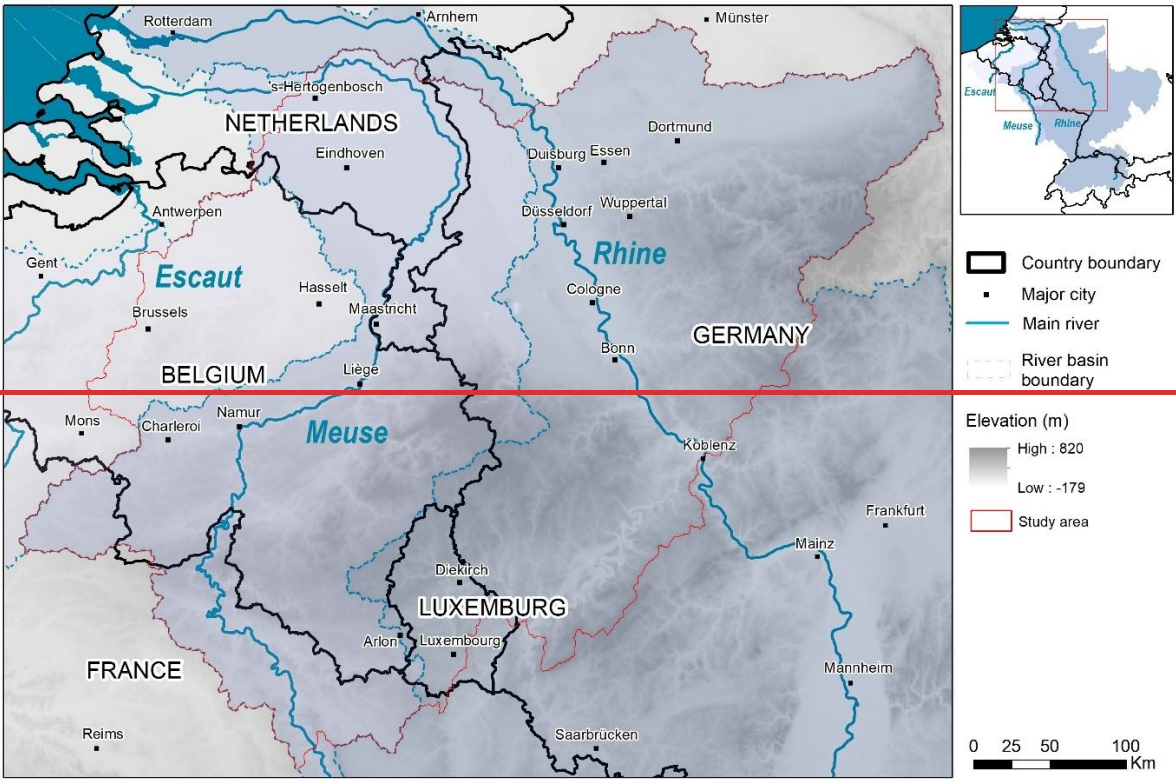 Rotterdam
Arnhem
Münster
's-Hertogenbosch
NETHERLANDS
Eindhoven
Dortmund
Duisburg
Essen
Antwerpen
Düsseldorf
Wuppertal
Gent
Escaut
Rhine
Hasselt
Cologne
Brussels
Maastricht
GERMANY
Bonn
BELGIUM
Liège
Mons
Charleroi
Namur
Meuse
Koblenz
Frankfurt
Mainz
Diekirch
LUXEMBURG
Arlon
Luxembourg
FRANCE
Mannheim
Reims
Saarbrücken
Escaut
Meuse
Rhine
Country boundary
Major city
Main river
River basin
boundary
Elevation (m)
High : 820
Low : -179
Study area
0 25 50 100
Km